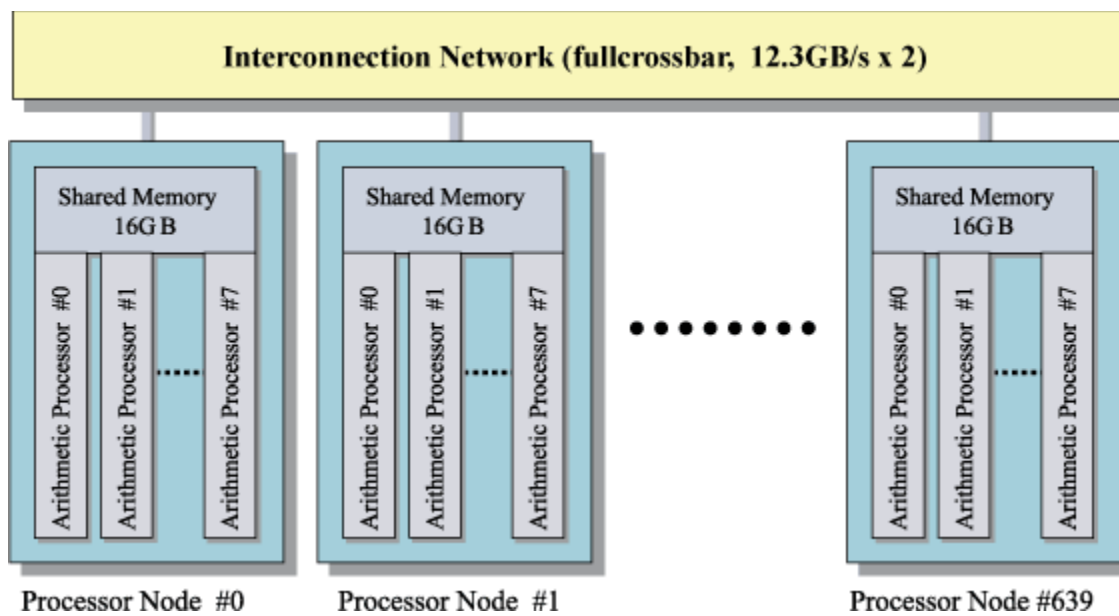 Interconnection Network (fullcrossbar, 12.3GB/s x 2)
Shared Memory
16GB
Arithmetic Processor #0
Arithmetic Processor #1
Arithmetic Processor #7
Processor Node #0
Shared Memory
16GB
Arithmetic Processor #0
Arithmetic Processor #1
Arithmetic Processor #7
Processor Node #1
Shared Memory
16GB
Arithmetic Processor #0
Arithmetic Processor #1
Arithmetic Processor #7
Processor Node #639